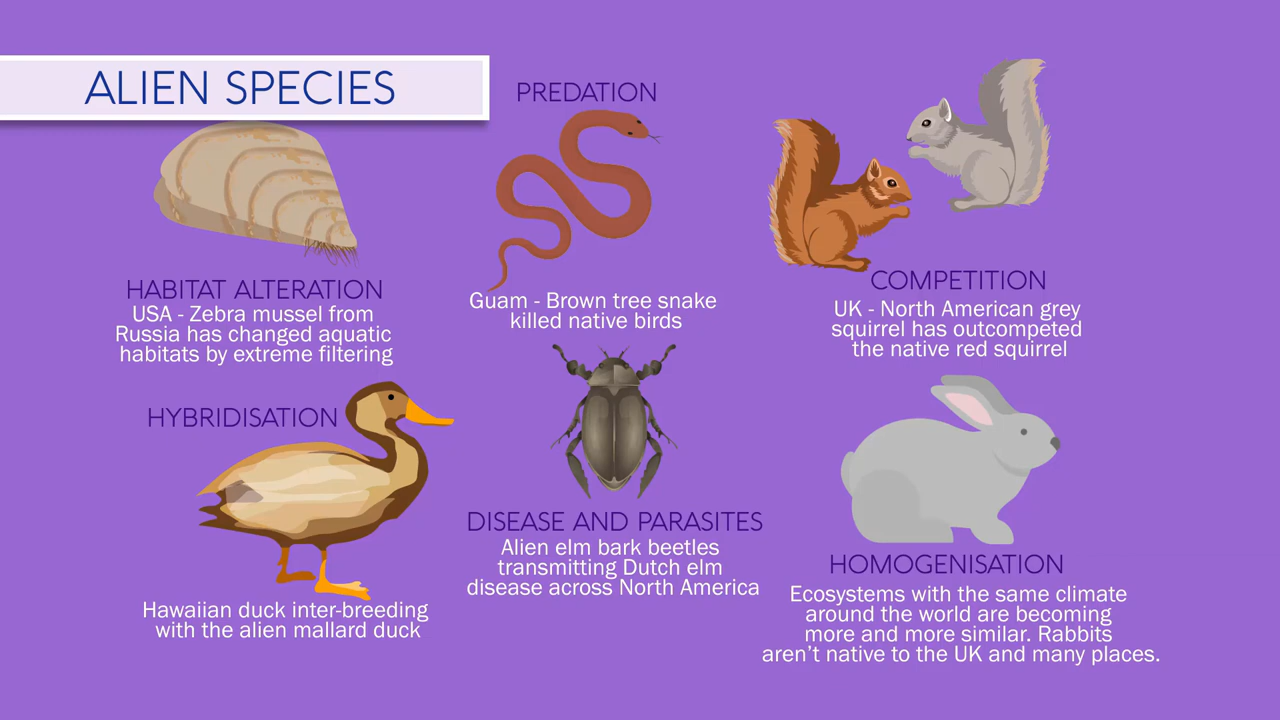 ALIEN SPECIES
HABITAT ALTERATION
USA - Zebra mussel from
Russia has changed aquatic
habitats by extreme filtering
PREDATION
Guam - Brown tree snake
killed native birds
COMPETITION
UK - North American grey
squirrel has outcompeted
the native red squirrel
HYBRIDISATION
Hawaiian duck inter-breeding
with the alien mallard duck
DISEASE AND PARASITES
Alien elm bark beetles
transmitting Dutch elm
disease across North America
HOMOGENISATION
Ecosystems with the same climate
around the world are becoming
more and more similar. Rabbits
aren't native to the UK and many places.